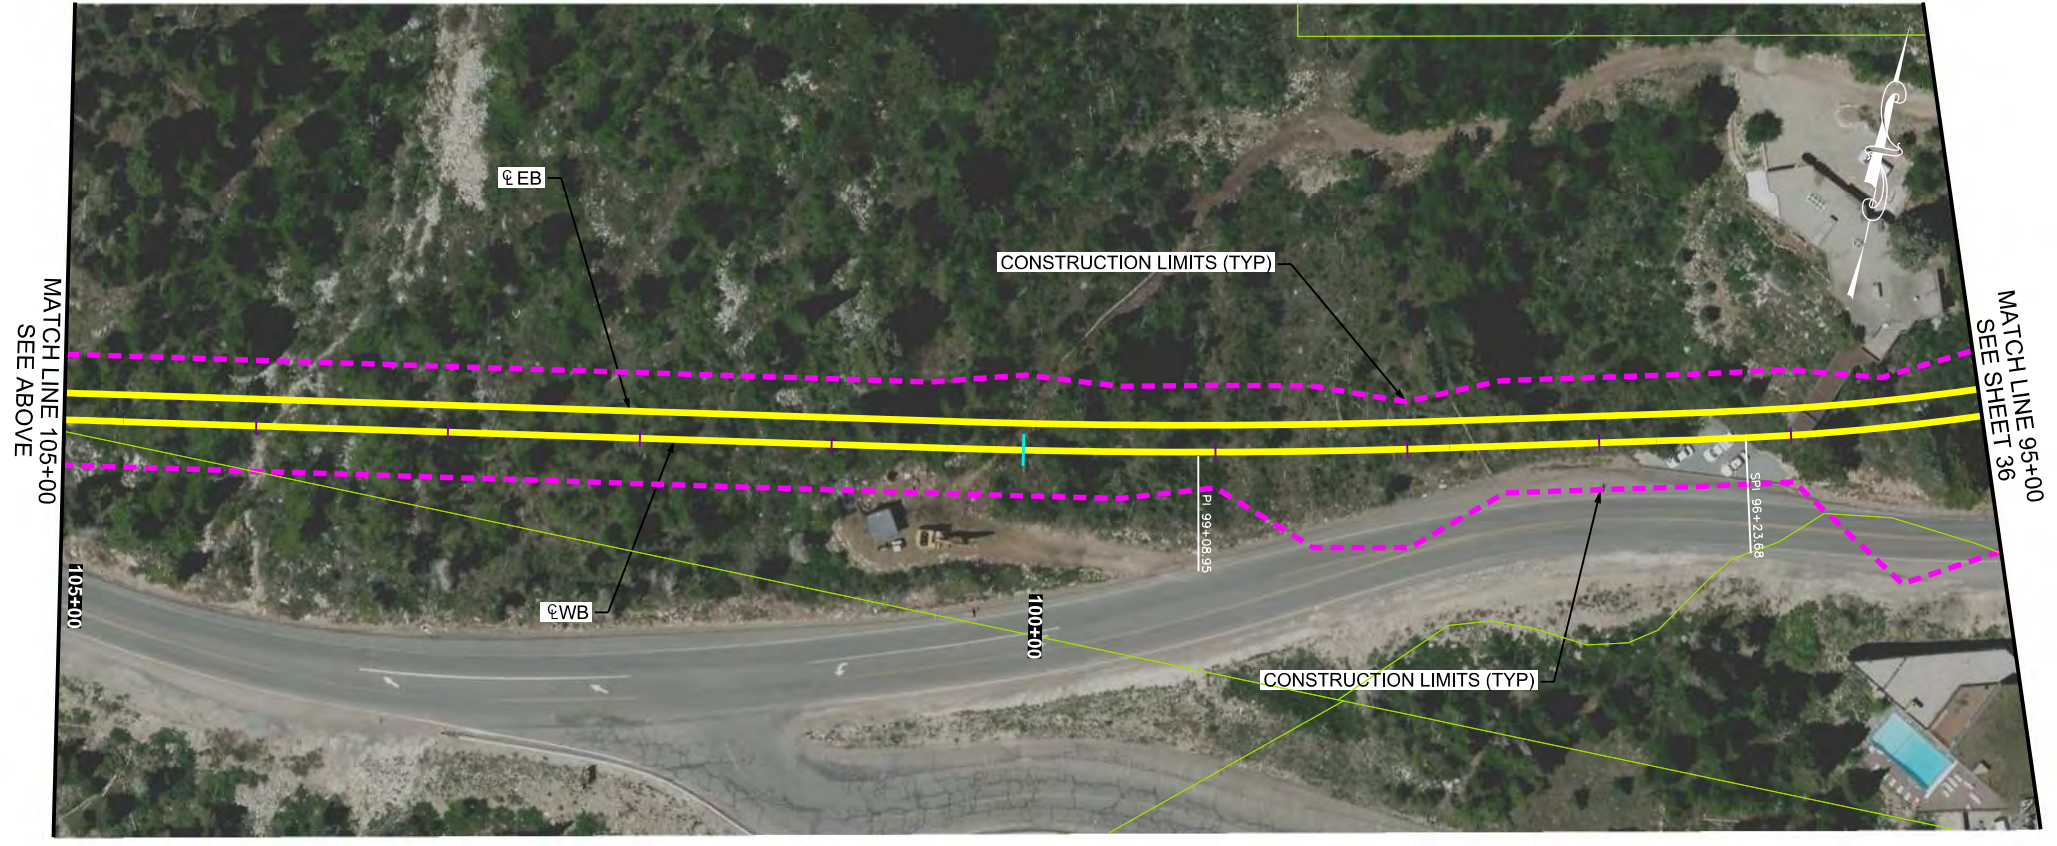 ℄ EB
CONSTRUCTION LIMITS (TYP)
MATCH LINE 105+00
SEE ABOVE
MATCH LINE 95+00
SEE SHEET 36
PI 99+08.95
SPI 96+23.68
105+00
100+00
℄ WB
CONSTRUCTION LIMITS (TYP)